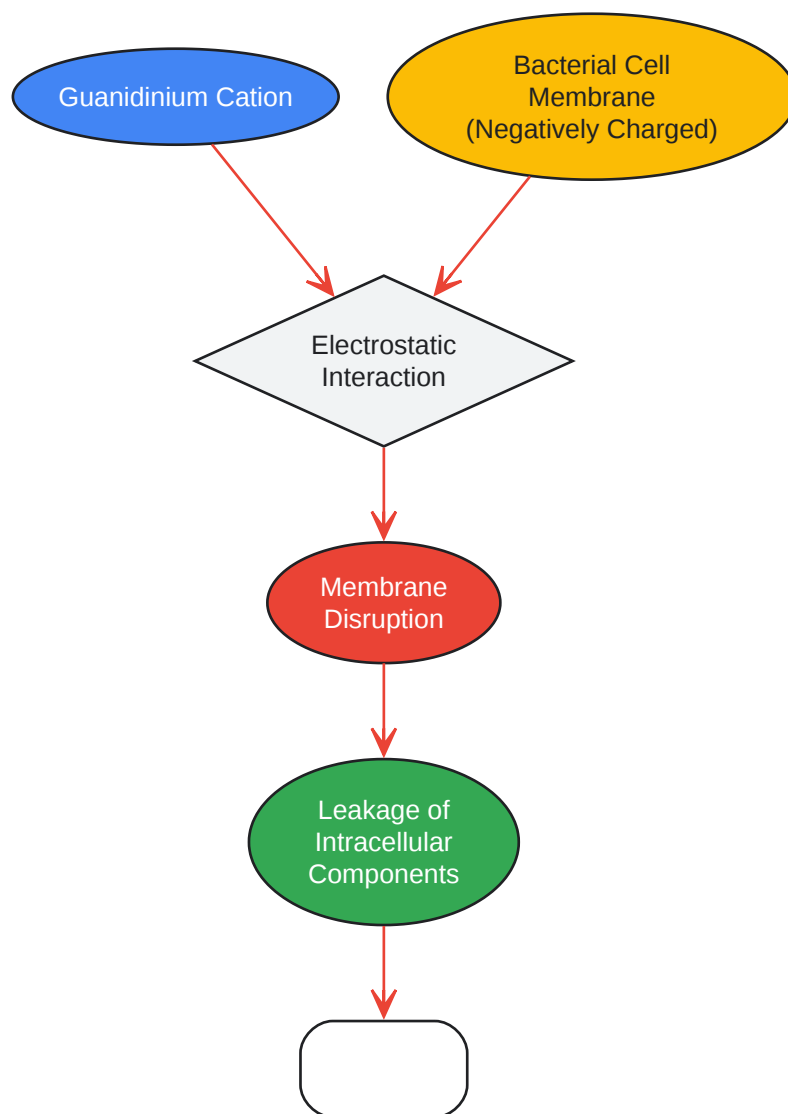 Guanidinium Cation
Bacterial Cell
Membrane
(Negatively Charged)
Electrostatic
Interaction
Membrane
Disruption
Leakage of
Intracellular
Components